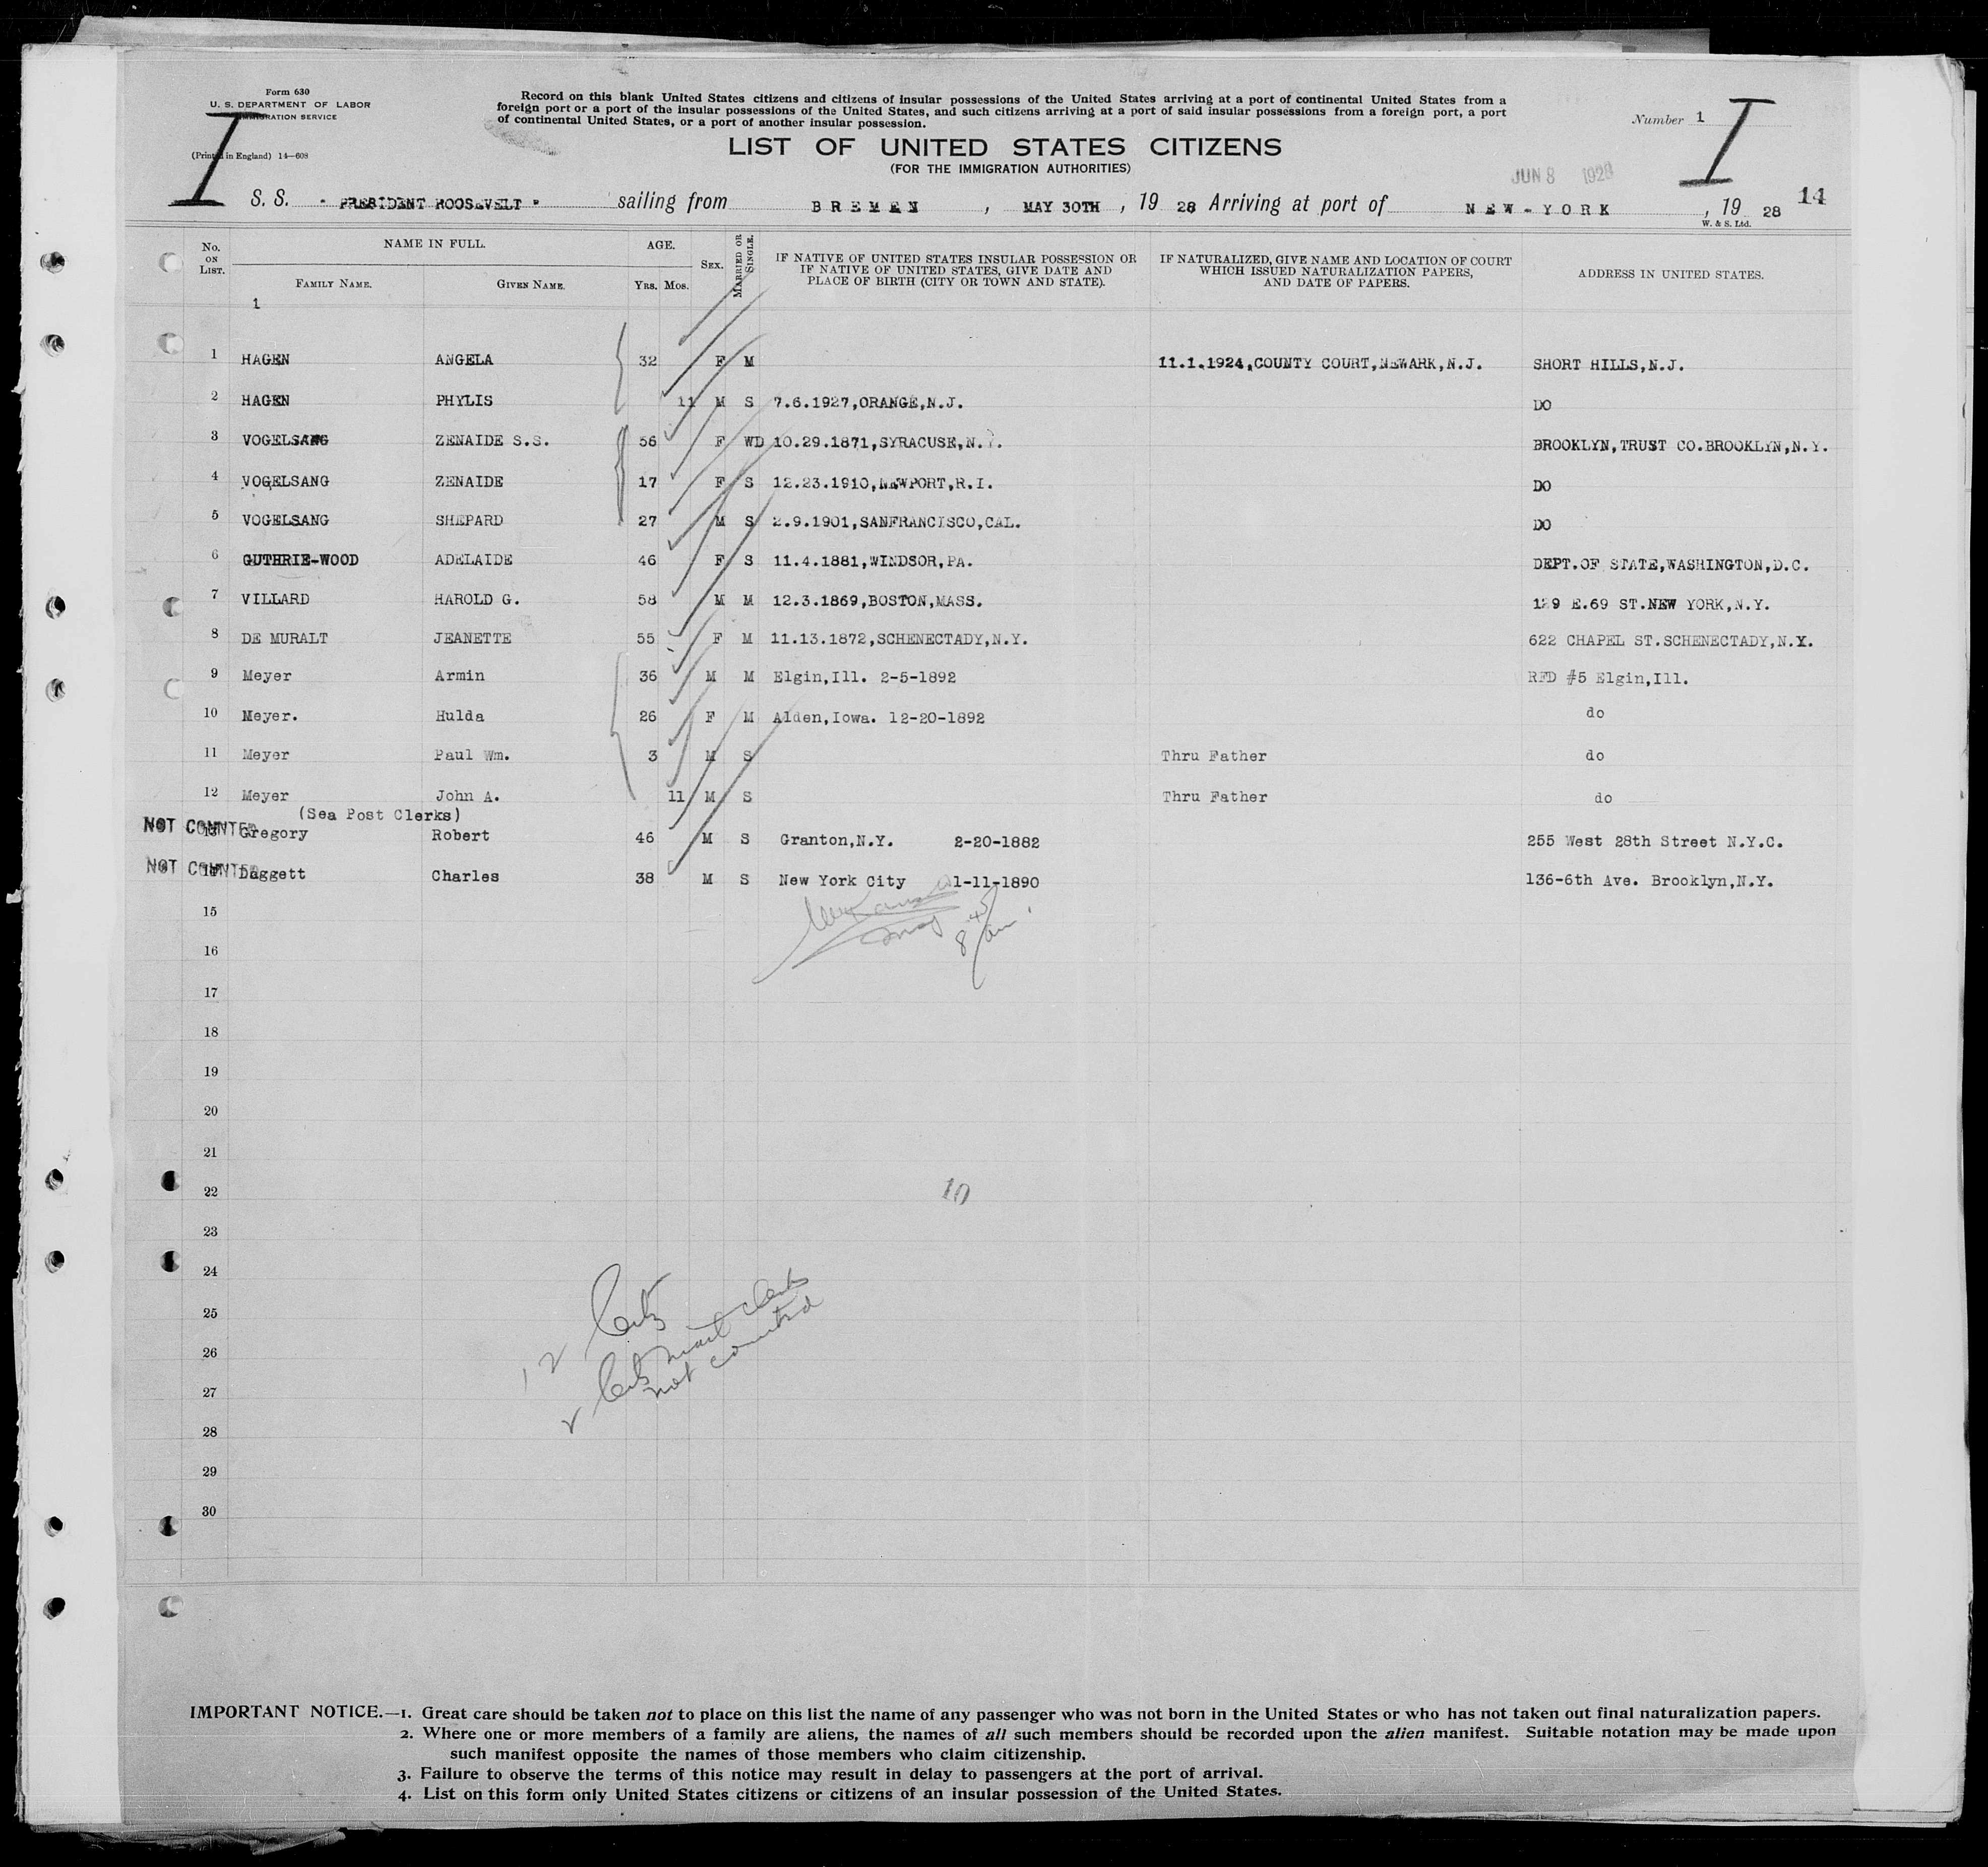 Form 630
U. S. DEPARTMENT OF LABOR
IMMIGRATION SERVICE
(Printed in England) 14—608
I
Record on this blank United States citizens and citizens of insular possessions of the United States arriving at a port of continental United States from a
foreign port or a port of the insular possessions of the United States, and such citizens arriving at a port of said insular possessions from a foreign port, a port
of continental United States, or a port of another insular possession.
Number 1
I
LIST OF UNITED STATES CITIZENS
(FOR THE IMMIGRATION AUTHORITIES)
JUN 8 1928
S. S. "PRESIDENT ROOSEVELT" sailing from BREMEN, MAY 30TH, 19 28 Arriving at port of NEW-YORK, 19 28 14
W. & S. Ltd.
No. ON LIST. NAME IN FULL. AGE. SEX. MARRIED OR SINGLE. IF NATIVE OF UNITED STATES INSULAR POSSESSION OR IF NATIVE OF UNITED STATES, GIVE DATE AND PLACE OF BIRTH (CITY OR TOWN AND STATE). IF NATURALIZED, GIVE NAME AND LOCATION OF COURT WHICH ISSUED NATURALIZATION PAPERS, AND DATE OF PAPERS. ADDRESS IN UNITED STATES.
FAMILY NAME. GIVEN NAME. YRS. MOS.
1
1 HAGEN ANGELA 32 F M 11.1.1924,COUNTY COURT,NEWARK,N.J. SHORT HILLS,N.J.
2 HAGEN PHYLIS 11 M S 7.6.1927,ORANGE,N.J. DO
3 VOGELSANG ZENAIDE S.S. 56 F WD 10.29.1871,SYRACUSE,N.Y. BROOKLYN,TRUST CO.BROOKLYN,N.Y.
4 VOGELSANG ZENAIDE 17 F S 12.23.1910,NEWPORT,R.I. DO
5 VOGELSANG SHEPARD 27 M S 2.9.1901,SANFRANCISCO,CAL. DO
6 GUTHRIE-WOOD ADELAIDE 46 F S 11.4.1881,WINDSOR,PA. DEPT.OF STATE,WASHINGTON,D.C.
7 VILLARD HAROLD G. 58 M M 12.3.1869,BOSTON,MASS. 129 E.69 ST.NEW YORK,N.Y.
8 DE MURALT JEANETTE 55 F M 11.13.1872,SCHENECTADY,N.Y. 622 CHAPEL ST.SCHENECTADY,N.Y.
9 Meyer Armin 36 M M Elgin,Ill. 2-5-1892 RFD #5 Elgin,Ill.
10 Meyer. Hulda 26 F M Alden,Iowa. 12-20-1892 do
11 Meyer Paul Wm. 3 M S Thru Father do
12 Meyer John A. 11 M S Thru Father do
(Sea Post Clerks)
NOT COUNTED 13 Gregory Robert 46 M S Granton,N.Y. 2-20-1882 255 West 28th Street N.Y.C.
NOT COUNTED 14 Daggett Charles 38 M S New York City 1-11-1890 136-6th Ave. Brooklyn,N.Y.
15
8 45 am
16
17
18
19
20
21
22
10
23
24
25
26
27
28
29
30
12 Citz
2 Citz mail clerks
not counted
IMPORTANT NOTICE.—1. Great care should be taken not to place on this list the name of any passenger who was not born in the United States or who has not taken out final naturalization papers.
2. Where one or more members of a family are aliens, the names of all such members should be recorded upon the alien manifest. Suitable notation may be made upon
such manifest opposite the names of those members who claim citizenship.
3. Failure to observe the terms of this notice may result in delay to passengers at the port of arrival.
4. List on this form only United States citizens or citizens of an insular possession of the United States.